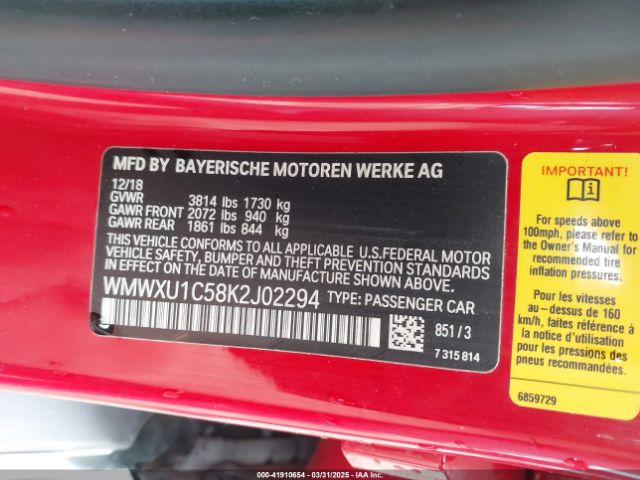 MFD BY BAYERISCHE MOTOREN WERKE AG
12/18
GVWR 3814 lbs 1730 kg
GAWR FRONT 2072 lbs 940 kg
GAWR REAR 1861 lbs 844 kg
THIS VEHICLE CONFORMS TO ALL APPLICABLE U.S.FEDERAL MOTOR
VEHICLE SAFETY, BUMPER AND THEFT PREVENTION STANDARDS
IN EFFECT ON THE DATE OF MANUFACTURE SHOWN ABOVE.
WMWXU1C58K2J02294 TYPE: PASSENGER CAR
851/3
7 315 814
IMPORTANT!
For speeds above
100mph, please refer to
the Owner's Manual for
recommended tire
inflation pressures.
Pour les vitesses
au-dessus de 160
km/h, faites référence à
la notice d'utilisation
pour les pressions des
pneus recommandées.
6859729
000-41910654 | 03/31/2025 - IAAI.COM